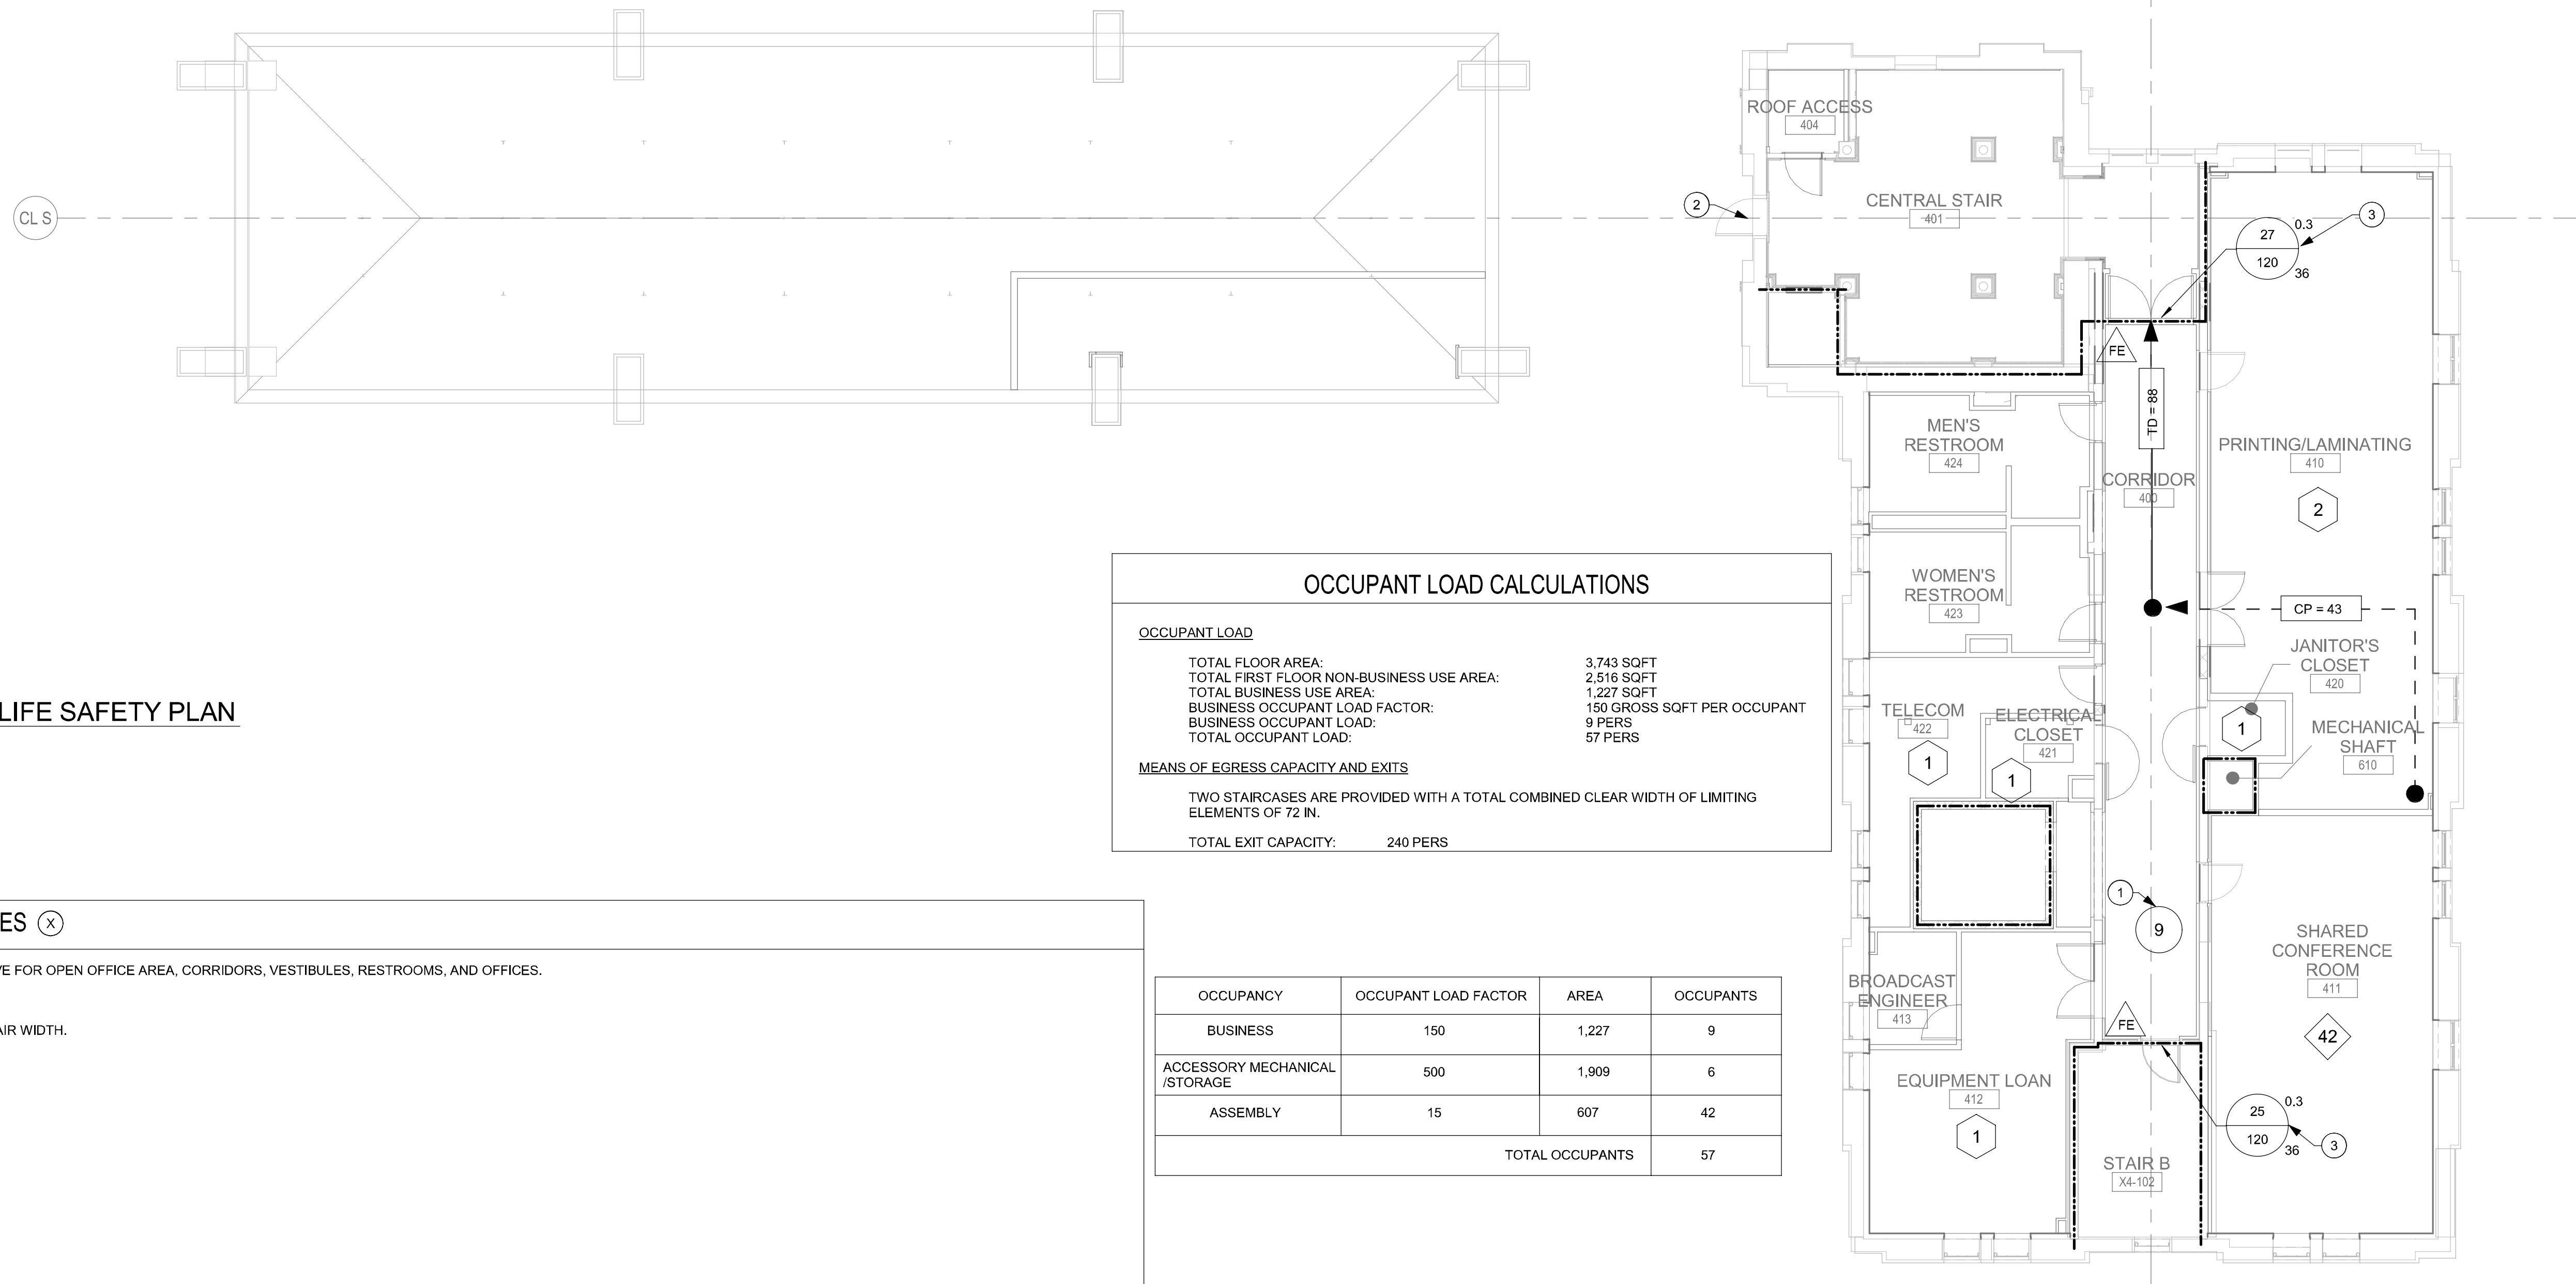 CL S
LIFE SAFETY PLAN
ES X
VE FOR OPEN OFFICE AREA, CORRIDORS, VESTIBULES, RESTROOMS, AND OFFICES.
AIR WIDTH.
OCCUPANT LOAD CALCULATIONS
OCCUPANT LOAD
TOTAL FLOOR AREA: 3,743 SQFT
TOTAL FIRST FLOOR NON-BUSINESS USE AREA: 2,516 SQFT
TOTAL BUSINESS USE AREA: 1,227 SQFT
BUSINESS OCCUPANT LOAD FACTOR: 150 GROSS SQFT PER OCCUPANT
BUSINESS OCCUPANT LOAD: 9 PERS
TOTAL OCCUPANT LOAD: 57 PERS
MEANS OF EGRESS CAPACITY AND EXITS
TWO STAIRCASES ARE PROVIDED WITH A TOTAL COMBINED CLEAR WIDTH OF LIMITING
ELEMENTS OF 72 IN.
TOTAL EXIT CAPACITY: 240 PERS
OCCUPANCY OCCUPANT LOAD FACTOR AREA OCCUPANTS
BUSINESS 150 1,227 9
ACCESSORY MECHANICAL
/STORAGE 500 1,909 6
ASSEMBLY 15 607 42
TOTAL OCCUPANTS 57
ROOF ACCESS
404
CENTRAL STAIR
401
2
27
120
0.3
36
3
FE
TD = 88
MEN'S
RESTROOM
424
CORRIDOR
400
PRINTING/LAMINATING
410
2
WOMEN'S
RESTROOM
423
CP = 43
JANITOR'S
CLOSET
420
1
MECHANICAL
SHAFT
610
TELECOM
422
1
ELECTRICAL
CLOSET
421
1
1
9
SHARED
CONFERENCE
ROOM
411
42
BROADCAST
ENGINEER
413
FE
EQUIPMENT LOAN
412
1
STAIR B
X4-102
25
120
0.3
36
3